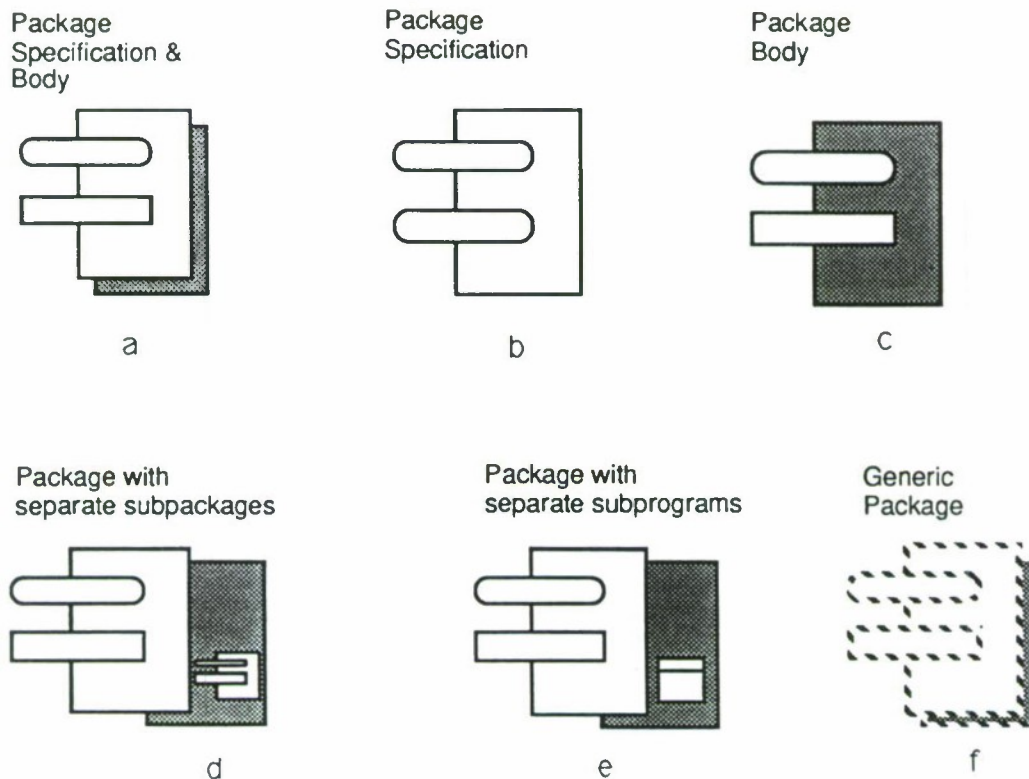 Package
Specification &
Body
Package
Specification
Package
Body
a
b
c
Package with
separate subpackages
Package with
separate subprograms
Generic
Package
d
e
f